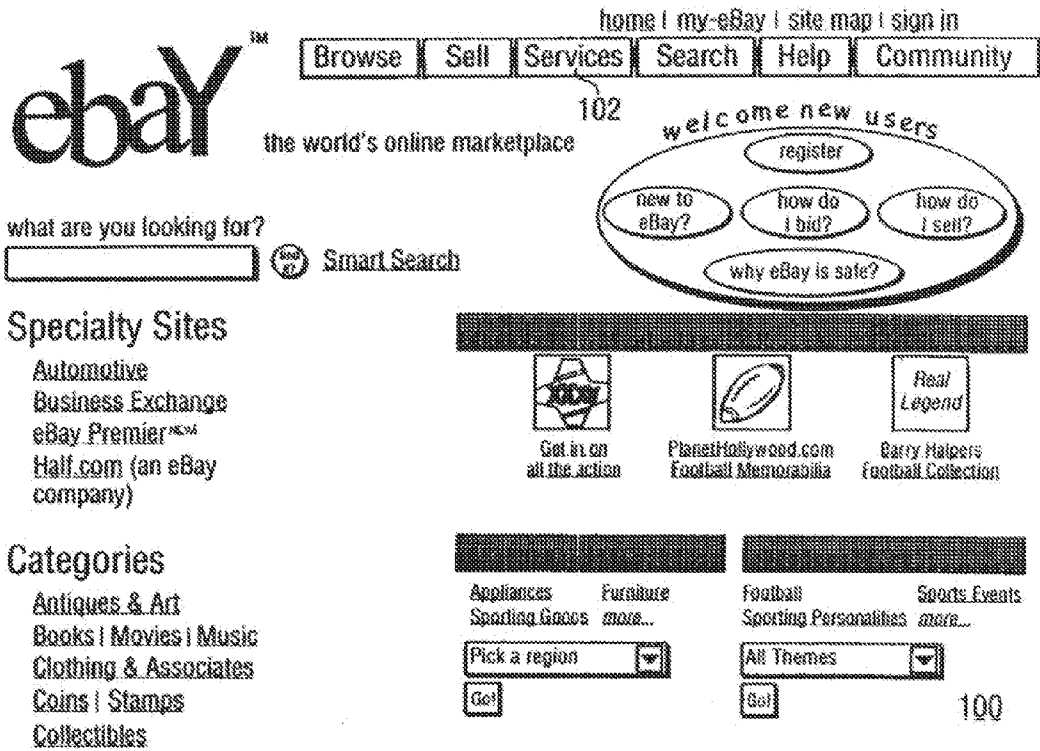 home | my-eBay | site map | sign in
ebaY™
Browse Sell Services Search Help Community
102
the world's online marketplace
welcome new users
register
new to eBay?
how do I bid?
how do I sell?
why eBay is safe?
what are you looking for?
find it!
Smart Search
Specialty Sites
Automotive
Business Exchange
eBay Premier NEW!
Half.com (an eBay
company)
Real
Legend
Get in on
all the action
PlanetHollywood.com
Football Memorabilia
Barry Halpers
Football Collection
Categories
Antiques & Art
Books | Movies | Music
Clothing & Associates
Coins | Stamps
Collectibles
Appliances Furniture
Sporting Goods more...
Pick a region
Go!
Football Sports Events
Sporting Personalities more...
All Themes
Go!
100